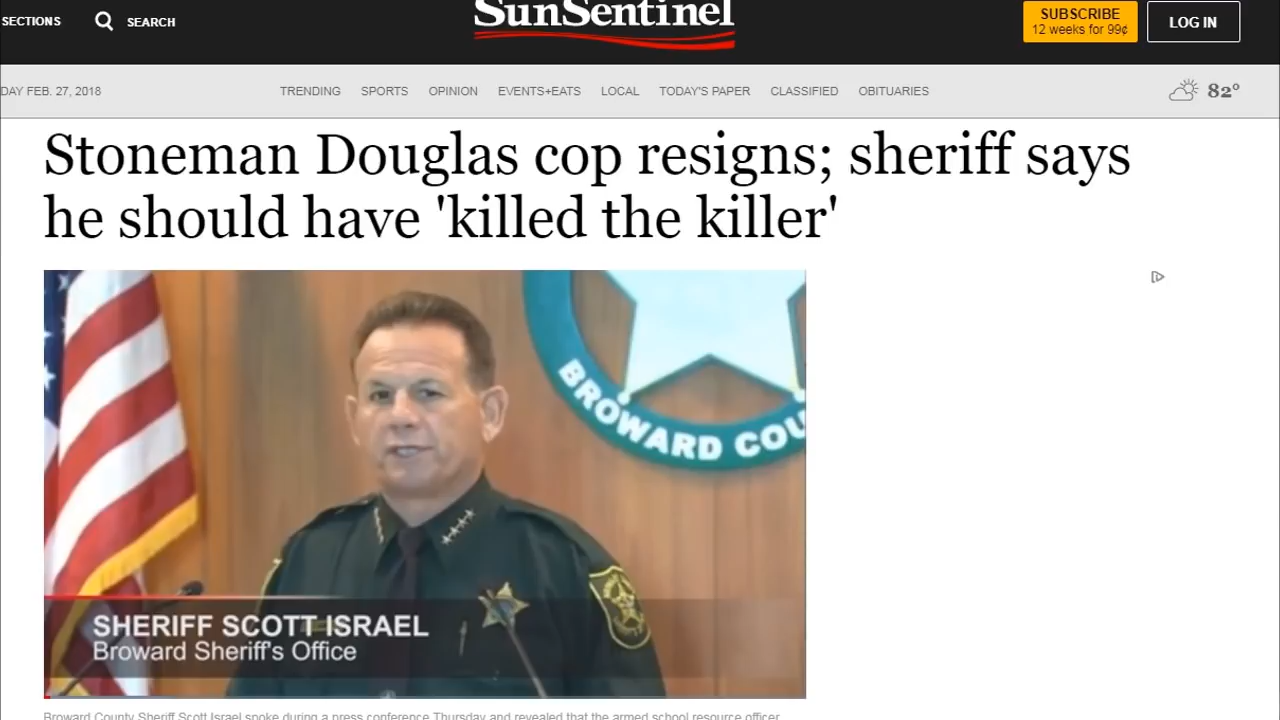 SECTIONS
SEARCH
SunSentinel
SUBSCRIBE
12 weeks for 99¢
LOG IN
DAY FEB. 27, 2018
TRENDING
SPORTS
OPINION
EVENTS+EATS
LOCAL
TODAY'S PAPER
CLASSIFIED
OBITUARIES
82°
Stoneman Douglas cop resigns; sheriff says
he should have 'killed the killer'
BROWARD COU
SHERIFF SCOTT ISRAEL
Broward Sheriff's Office
Broward County Sheriff Scott Israel spoke during a press conference Thursday and revealed that the armed school resource officer